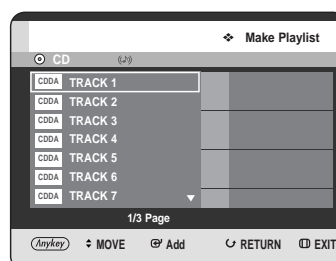 ❖ Make Playlist
CD
CDDA TRACK 1
CDDA TRACK 2
CDDA TRACK 3
CDDA TRACK 4
CDDA TRACK 5
CDDA TRACK 6
CDDA TRACK 7
1/3 Page
Anykey MOVE Add RETURN EXIT